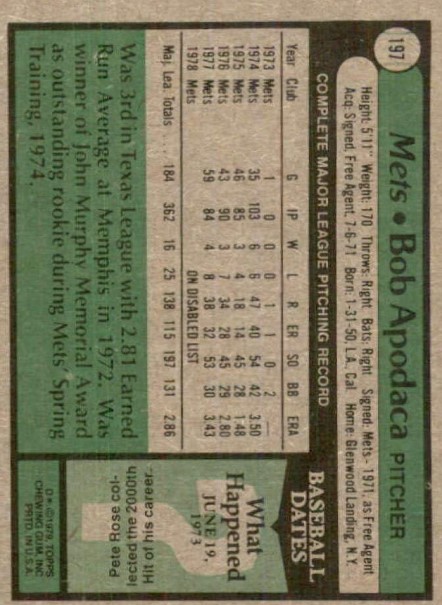 197
Mets • Bob Apodaca PITCHER
Height: 5'11" Weight: 170 Throws: Right Bats: Right Signed: Mets - 1971, as Free Agent
Acq: Signed, Free Agent, 7-6-71 Born: 1-31-50, L.A., Cal. Home: Glenwood Landing, N.Y.
COMPLETE MAJOR LEAGUE PITCHING RECORD
Year Club G IP W L R ER SO BB ERA
1973 Mets 1 0 0 0 1 1 0 2 —
1974 Mets 35 103 6 6 47 40 54 42 3.50
1975 Mets 46 85 3 4 18 14 45 28 1.48
1976 Mets 43 90 3 7 34 28 45 29 2.80
1977 Mets 59 84 4 8 38 32 53 30 3.43
1978 Mets ON DISABLED LIST
Maj. Lea. Totals . . . 184 362 16 25 138 115 197 131 2.86
Was 3rd in Texas League with 2.81 Earned
Run Average at Memphis in 1972. Was
winner of John Murphy Memorial Award
as outstanding rookie during Mets' Spring
Training, 1974.
BASEBALL
DATES
What
Happened
JUNE 19,
1973
Pete Rose col-
lected the 2000th
Hit of his career.
D* © 1979, TOPPS
CHEWING GUM, INC.
PRTD. IN U.S.A.